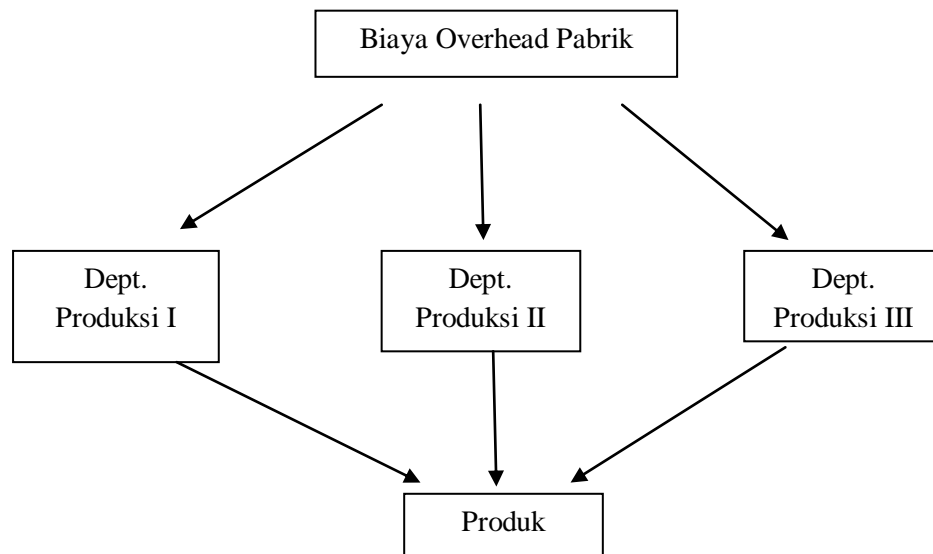 Biaya Overhead Pabrik
Dept.
Produksi I
Dept.
Produksi II
Dept.
Produksi III
Produk